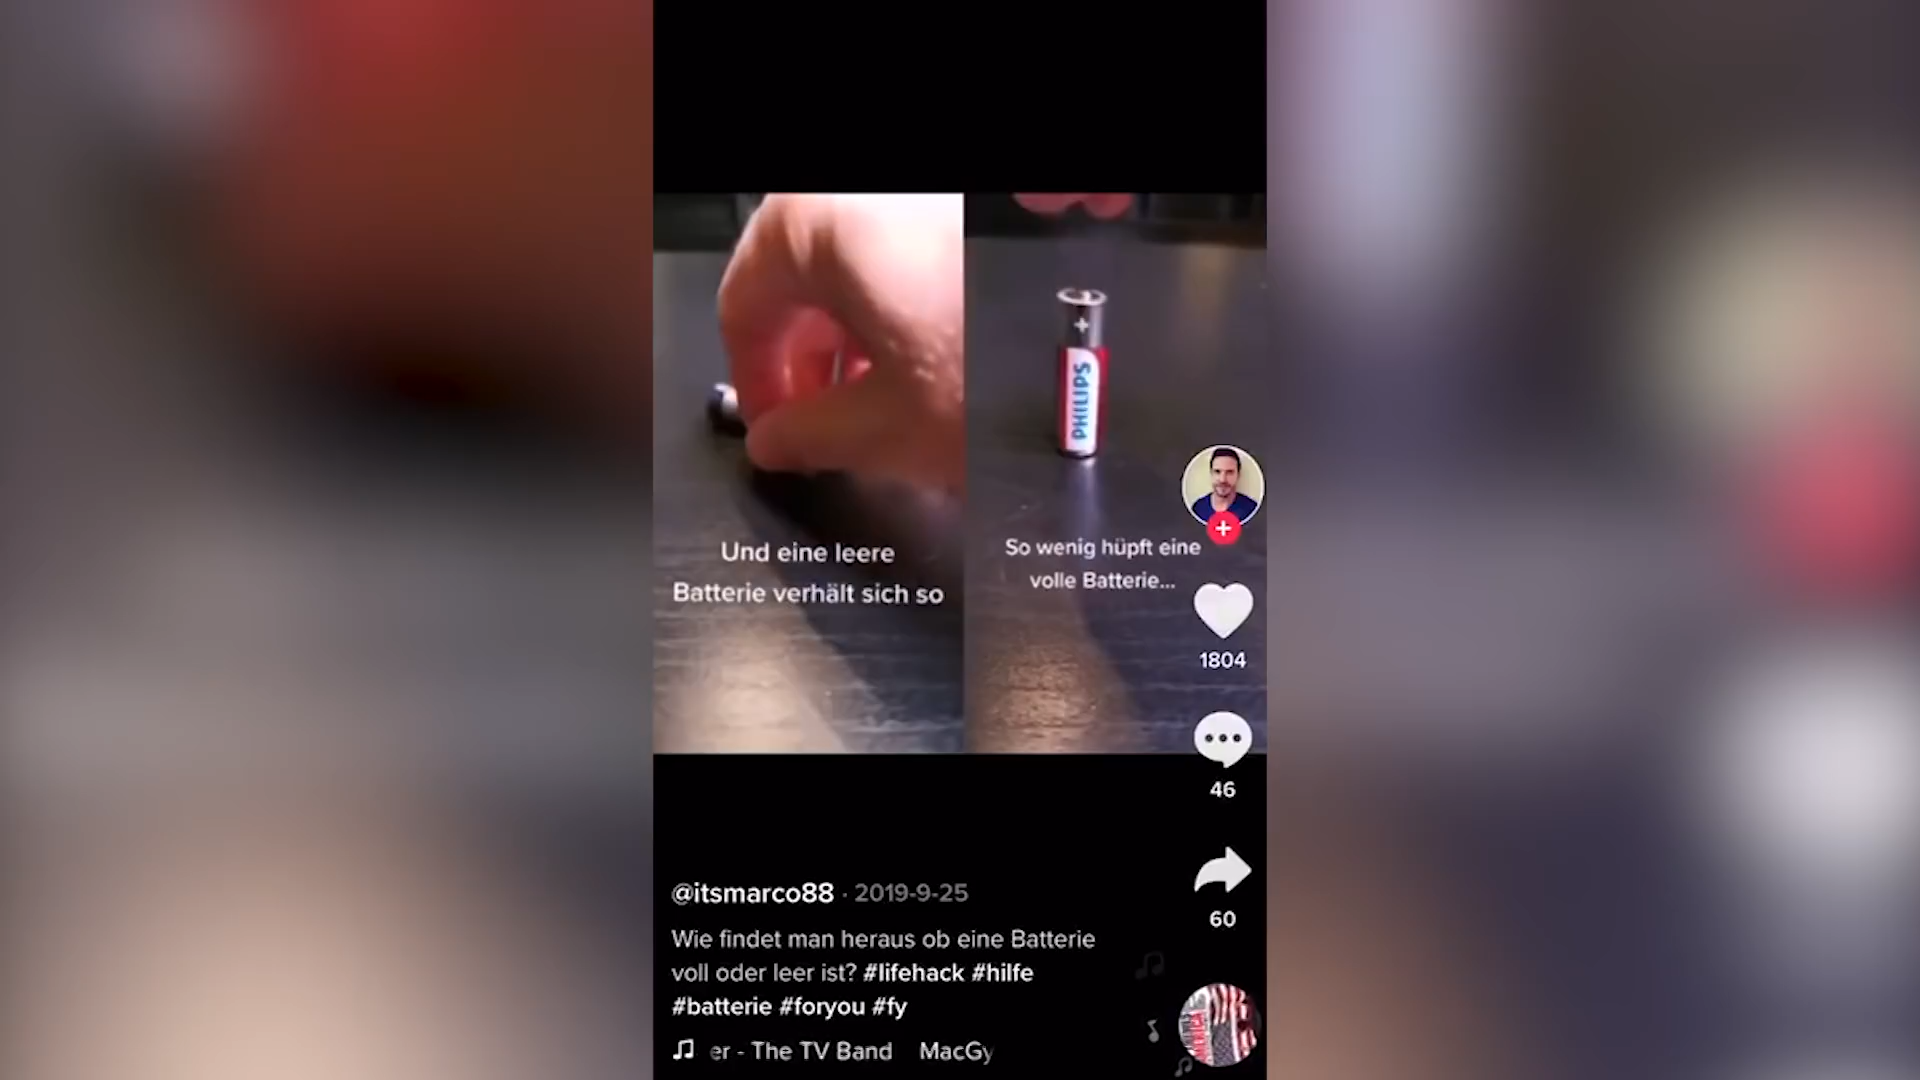 Und eine leere
Batterie verhält sich so
+
PHILIPS
So wenig hüpft eine
volle Batterie...
1804
46
60
@itsmarco88 · 2019-9-25
Wie findet man heraus ob eine Batterie
voll oder leer ist? #lifehack #hilfe
#batterie #foryou #fy
er - The TV Band MacGy